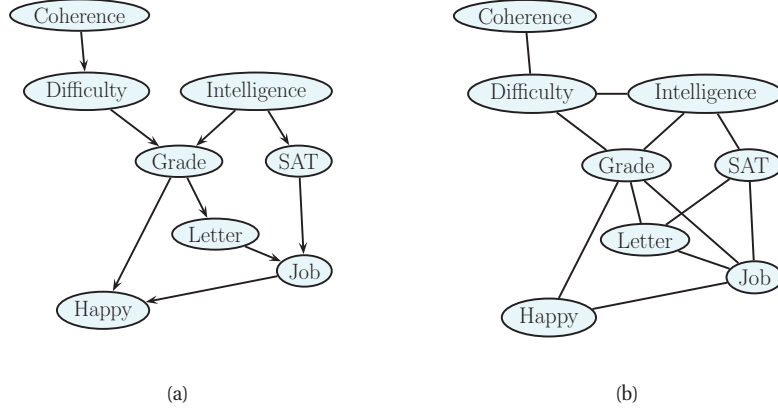 Coherence
Difficulty
Intelligence
Grade
SAT
Letter
Job
Happy
(a)
Coherence
Difficulty
Intelligence
Grade
SAT
Letter
Job
Happy
(b)